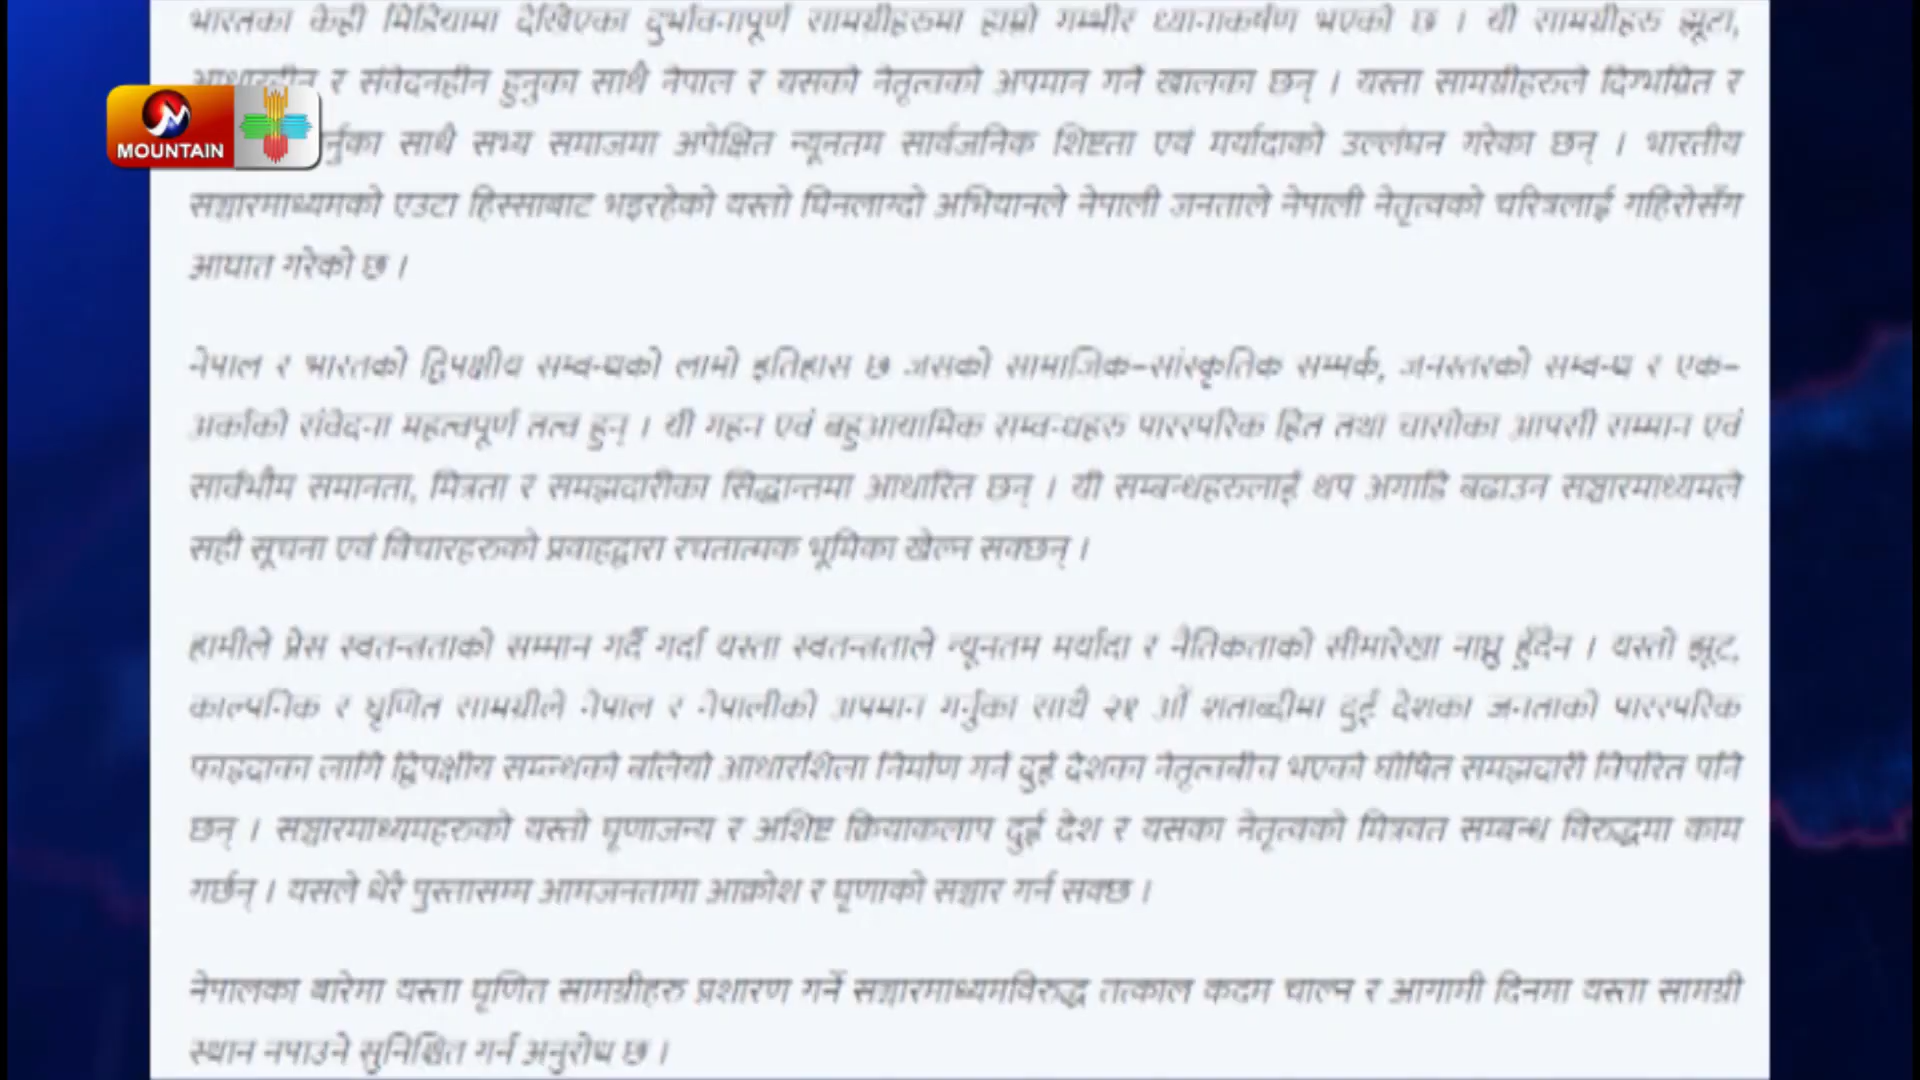 भारतका केही मिडियामा देखिएका दुर्भावनापूर्ण सामग्रीहरुमा हाम्रो गम्भीर ध्यानाकर्षण भएको छ । यी सामग्रीहरु झूटा,
आधारहीन र संवेदनहीन हुनुका साथै नेपाल र यसको नेतृत्वको अपमान गर्ने खालका छन् । यस्ता सामग्रीहरुले दिग्भ्रमित र
र्नुका साथै सभ्य समाजमा अपेक्षित न्यूनतम सार्वजनिक शिष्टता एवं मर्यादाको उल्लंघन गरेका छन् । भारतीय
सञ्चारमाध्यमको एउटा हिस्साबाट भइरहेको यस्तो घिनलाग्दो अभियानले नेपाली जनताले नेपाली नेतृत्वको चरित्रलाई गहिरोसँग
आघात गरेको छ ।
नेपाल र भारतको द्विपक्षीय सम्वन्धको लामो इतिहास छ जसको सामाजिक–सांस्कृतिक सम्पर्क, जनस्तरको सम्वन्ध र एक–
अर्काको संवेदना महत्वपूर्ण तत्व हुन् । यी गहन एवं बहुआयामिक सम्वन्धहरु पारस्परिक हित तथा चासोका आपसी सम्मान एवं
सार्वभौम समानता, मित्रता र समझदारीका सिद्धान्तमा आधारित छन् । यी सम्बन्धहरुलाई थप अगाडि बढाउन सञ्चारमाध्यमले
सही सूचना एवं विचारहरुको प्रवाहद्वारा रचतात्मक भूमिका खेल्न सक्छन् ।
हामीले प्रेस स्वतन्त्रताको सम्मान गर्दै गर्दा यस्ता स्वतन्त्रताले न्यूनतम मर्यादा र नैतिकताको सीमारेखा नाघ्नु हुँदैन । यस्तो झूट,
काल्पनिक र घृणित सामग्रीले नेपाल र नेपालीको अपमान गर्नुका साथै २१ औं शताब्दीमा दुई देशका जनताको पारस्परिक
फाइदाका लागि द्विपक्षीय सम्वन्धको बलियो आधारशिला निर्माण गर्न दुई देशका नेतृत्वबीच भएको घोषित समझदारी विपरित पनि
छन् । सञ्चारमाध्यमहरुको यस्तो घृणाजन्य र अशिष्ट क्रियाकलाप दुई देश र यसका नेतृत्वको मित्रवत सम्बन्ध विरुद्धमा काम
गर्छन् । यसले धेरै पुस्तासम्म आमजनतामा आक्रोश र घृणाको सञ्चार गर्न सक्छ ।
नेपालका बारेमा यस्ता घृणित सामग्रीहरु प्रशारण गर्ने सञ्चारमाध्यमविरुद्ध तत्काल कदम चाल्न र आगामी दिनमा यस्ता सामग्री
स्थान नपाउने सुनिश्चित गर्न अनुरोध छ ।
MOUNTAIN